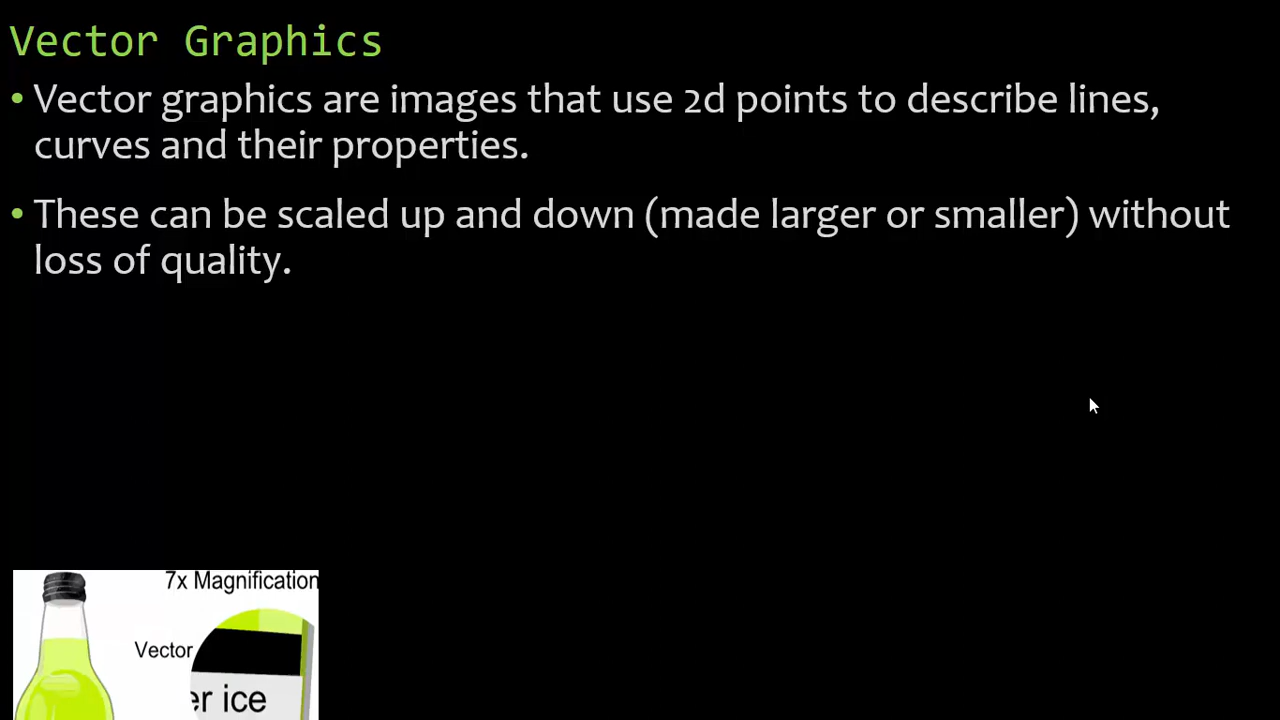 Vector Graphics
• Vector graphics are images that use 2d points to describe lines,
curves and their properties.
• These can be scaled up and down (made larger or smaller) without
loss of quality.
7x Magnification
Vector
er ice